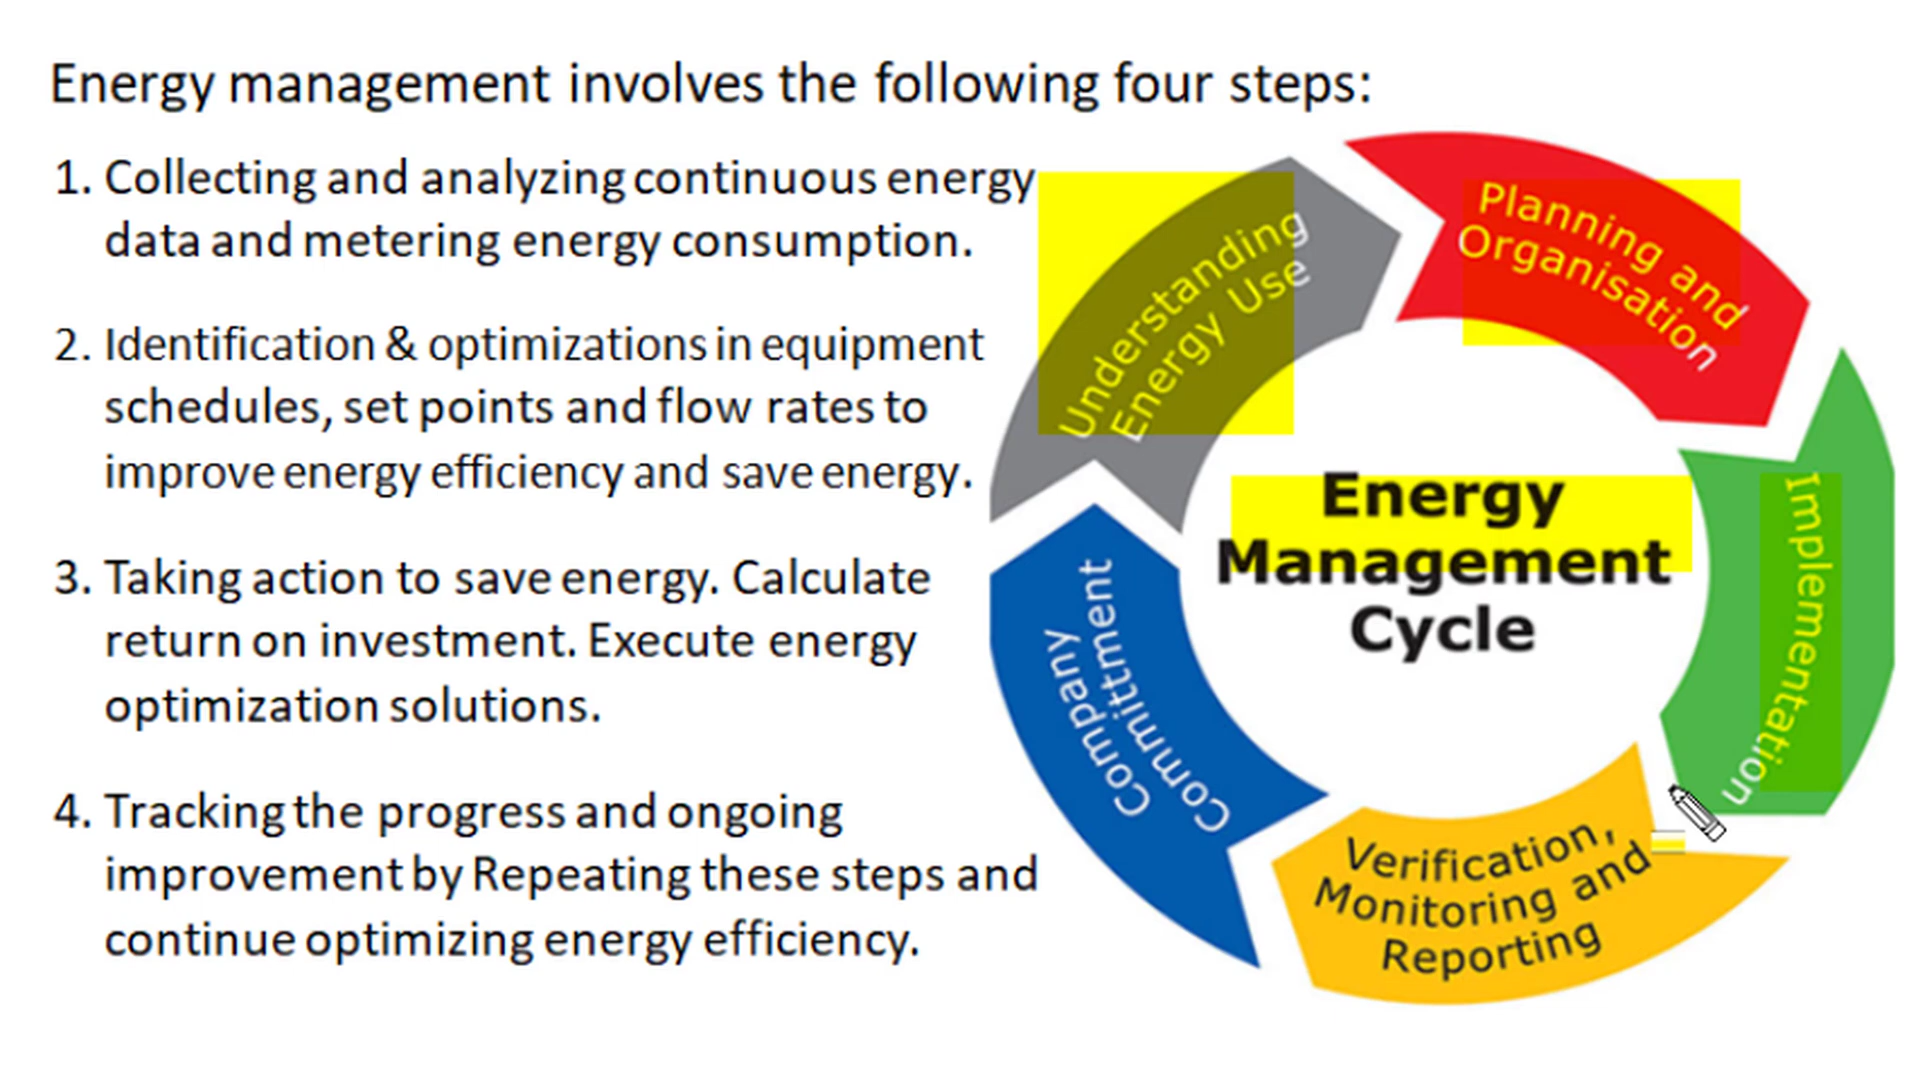 Energy management involves the following four steps:
1. Collecting and analyzing continuous energy
data and metering energy consumption.
2. Identification & optimizations in equipment
schedules, set points and flow rates to
improve energy efficiency and save energy.
3. Taking action to save energy. Calculate
return on investment. Execute energy
optimization solutions.
4. Tracking the progress and ongoing
improvement by Repeating these steps and
continue optimizing energy efficiency.
Understanding
Energy Use
Planning and
Organisation
Implementation
Verification,
Monitoring and
Reporting
Company
Committment
Energy
Management
Cycle